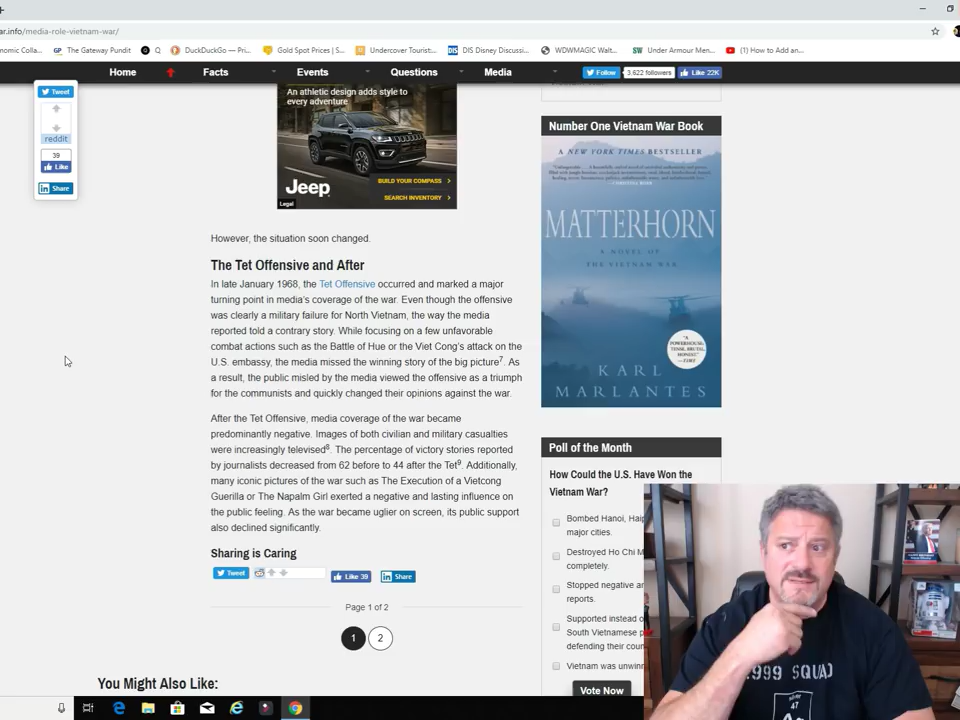 ar.info/media-role-vietnam-war/
nomic Colla...
GP The Gateway Pundit
Q
DuckDuckGo — Pri...
Gold Spot Prices | S...
Undercover Tourist:...
DIS DIS Disney Discussi...
WDWMAGIC Walt...
SW Under Armour Men...
(1) How to Add an...
Home
Facts
Events
Questions
Media
Follow
3,622 followers
Like 22K
Tweet
reddit
39
Like
Share
An athletic design adds style to
every adventure
BUILD YOUR COMPASS >
Jeep
SEARCH INVENTORY >
Legal
However, the situation soon changed.
The Tet Offensive and After
In late January 1968, the Tet Offensive occurred and marked a major
turning point in media's coverage of the war. Even though the offensive
was clearly a military failure for North Vietnam, the way the media
reported told a contrary story. While focusing on a few unfavorable
combat actions such as the Battle of Hue or the Viet Cong's attack on the
U.S. embassy, the media missed the winning story of the big picture7. As
a result, the public misled by the media viewed the offensive as a triumph
for the communists and quickly changed their opinions against the war.
After the Tet Offensive, media coverage of the war became
predominantly negative. Images of both civilian and military casualties
were increasingly televised8. The percentage of victory stories reported
by journalists decreased from 62 before to 44 after the Tet9. Additionally,
many iconic pictures of the war such as The Execution of a Vietcong
Guerilla or The Napalm Girl exerted a negative and lasting influence on
the public feeling. As the war became uglier on screen, its public support
also declined significantly.
Sharing is Caring
Tweet
Like 39
Share
Page 1 of 2
1
2
You Might Also Like:
Number One Vietnam War Book
A NEW YORK TIMES BESTSELLER
MATTERHORN
A NOVEL OF
THE VIETNAM WAR
"A
POWERHOUSE:
TENSE, BRUTAL,
HONEST."
KARL
MARLANTES
Poll of the Month
How Could the U.S. Have Won the
Vietnam War?
Bombed Hanoi, Hai
major cities.
Destroyed Ho Chi M
completely.
Stopped negative
reports.
Supported instead o
South Vietnamese p
defending their coun
Vietnam was unwinn
Vote Now
.999 SQUAD
silver
47
Ag